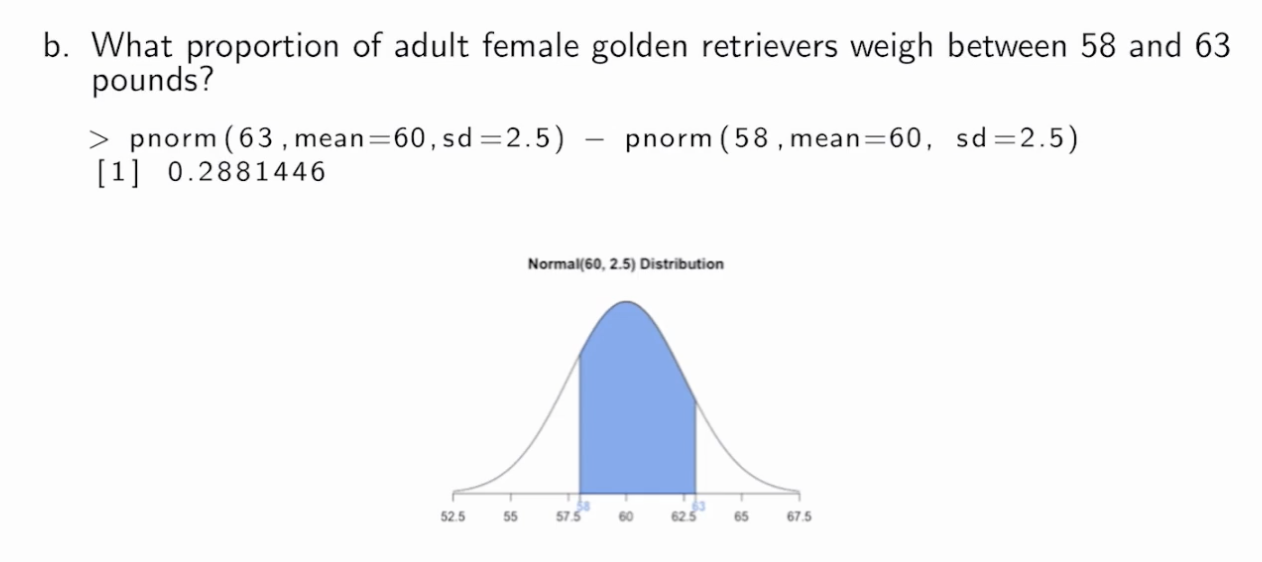 b. What proportion of adult female golden retrievers weigh between 58 and 63
pounds?
> pnorm(63,mean=60,sd=2.5) − pnorm(58,mean=60, sd=2.5)
[1] 0.2881446
Normal(60, 2.5) Distribution
58 63
52.5 55 57.5 60 62.5 65 67.5